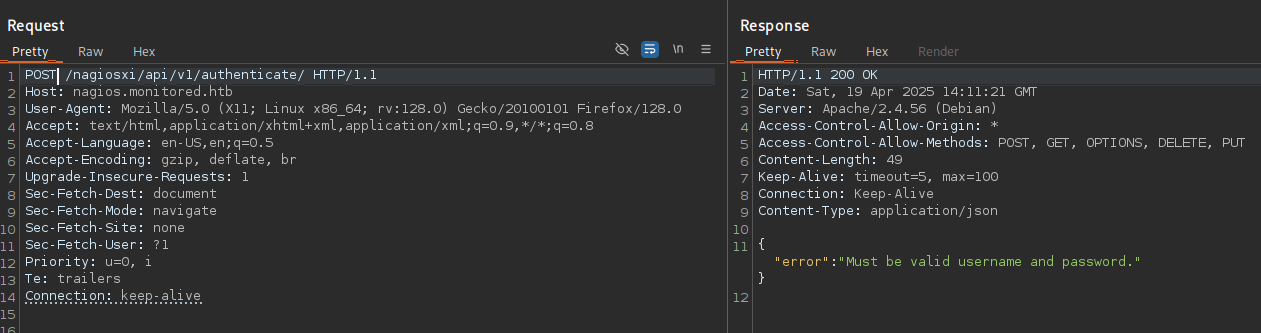 Request
Pretty Raw Hex \n
1 POST /nagiosxi/api/v1/authenticate/ HTTP/1.1
2 Host: nagios.monitored.htb
3 User-Agent: Mozilla/5.0 (X11; Linux x86_64; rv:128.0) Gecko/20100101 Firefox/128.0
4 Accept: text/html,application/xhtml+xml,application/xml;q=0.9,*/*;q=0.8
5 Accept-Language: en-US,en;q=0.5
6 Accept-Encoding: gzip, deflate, br
7 Upgrade-Insecure-Requests: 1
8 Sec-Fetch-Dest: document
9 Sec-Fetch-Mode: navigate
10 Sec-Fetch-Site: none
11 Sec-Fetch-User: ?1
12 Priority: u=0, i
13 Te: trailers
14 Connection: keep-alive
15
16
Response
Pretty Raw Hex Render
1 HTTP/1.1 200 OK
2 Date: Sat, 19 Apr 2025 14:11:21 GMT
3 Server: Apache/2.4.56 (Debian)
4 Access-Control-Allow-Origin: *
5 Access-Control-Allow-Methods: POST, GET, OPTIONS, DELETE, PUT
6 Content-Length: 49
7 Keep-Alive: timeout=5, max=100
8 Connection: Keep-Alive
9 Content-Type: application/json
10
11 {
"error":"Must be valid username and password."
}
12